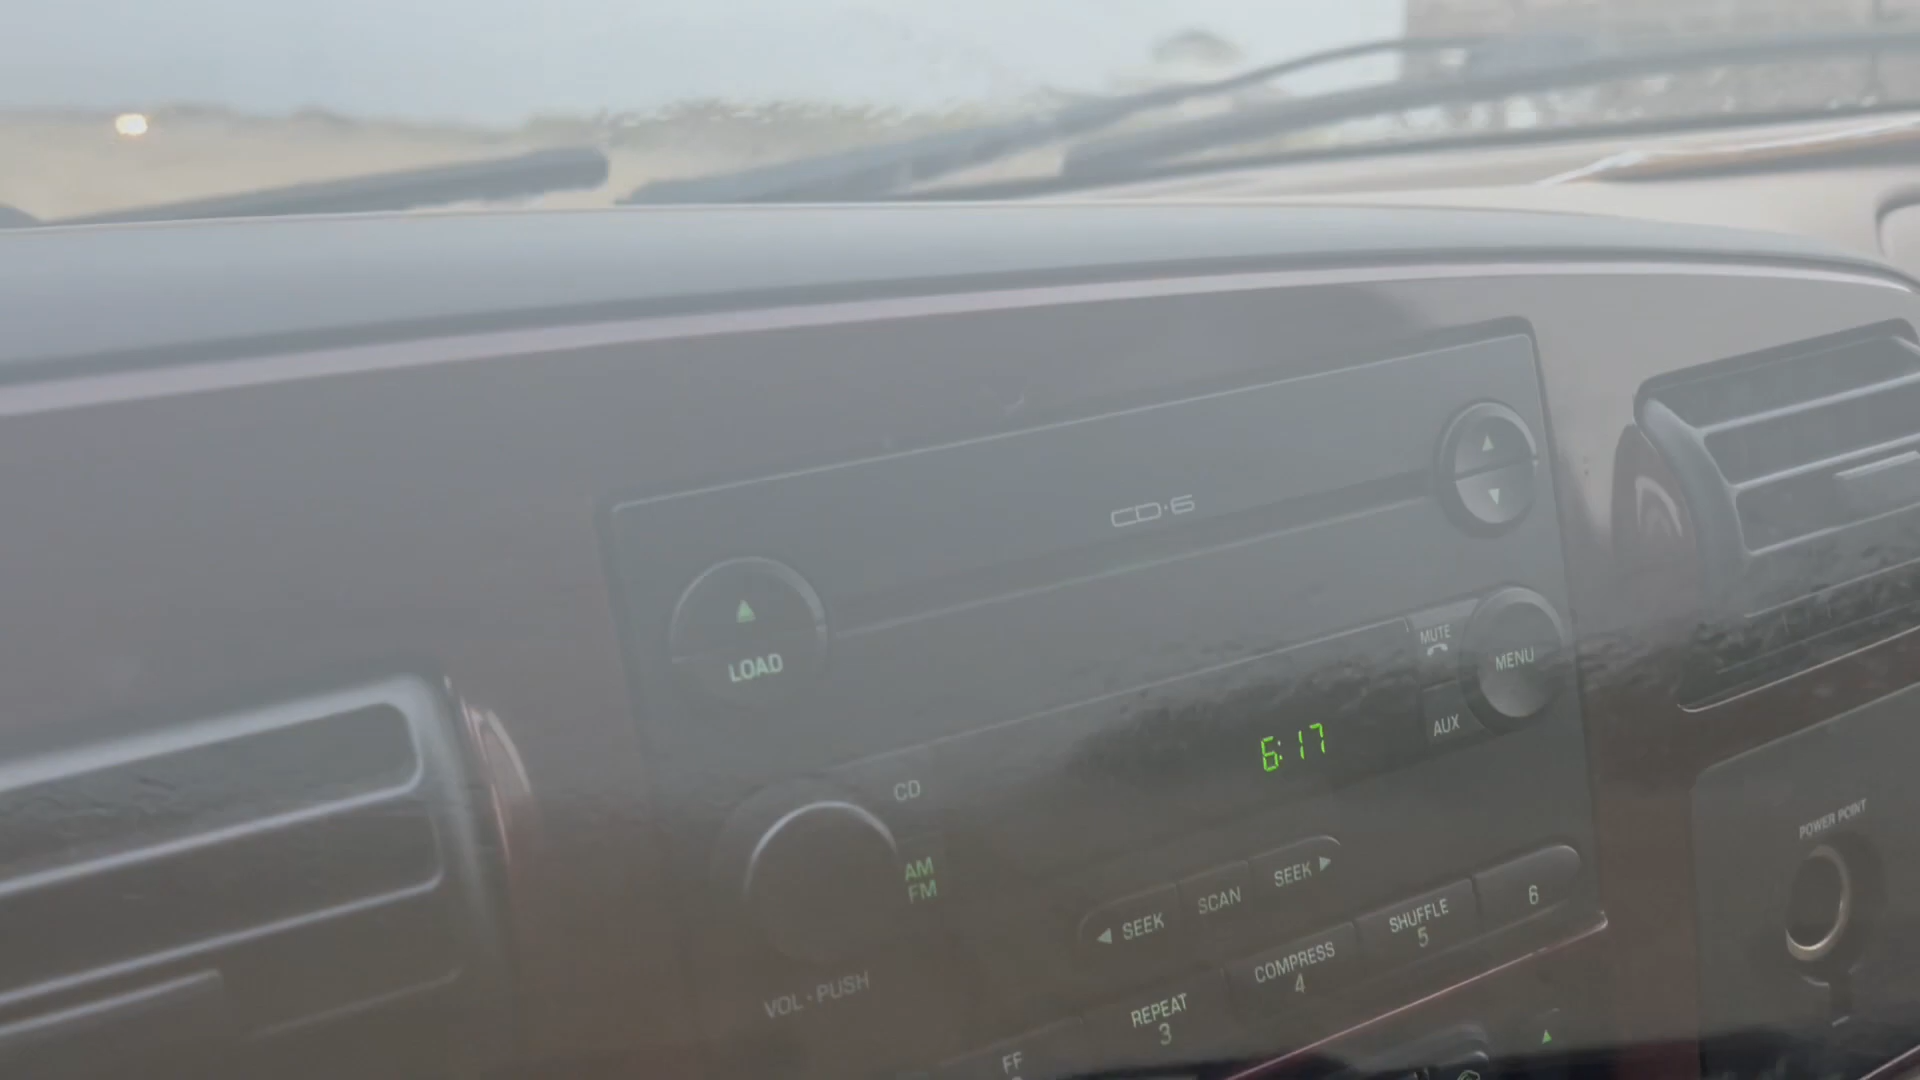 CD·6
LOAD
MUTE
MENU
AUX
6:17
CD
AM
FM
POWER POINT
SEEK
SCAN
SEEK
VOL·PUSH
FF
REPEAT
3
COMPRESS
4
SHUFFLE
5
6